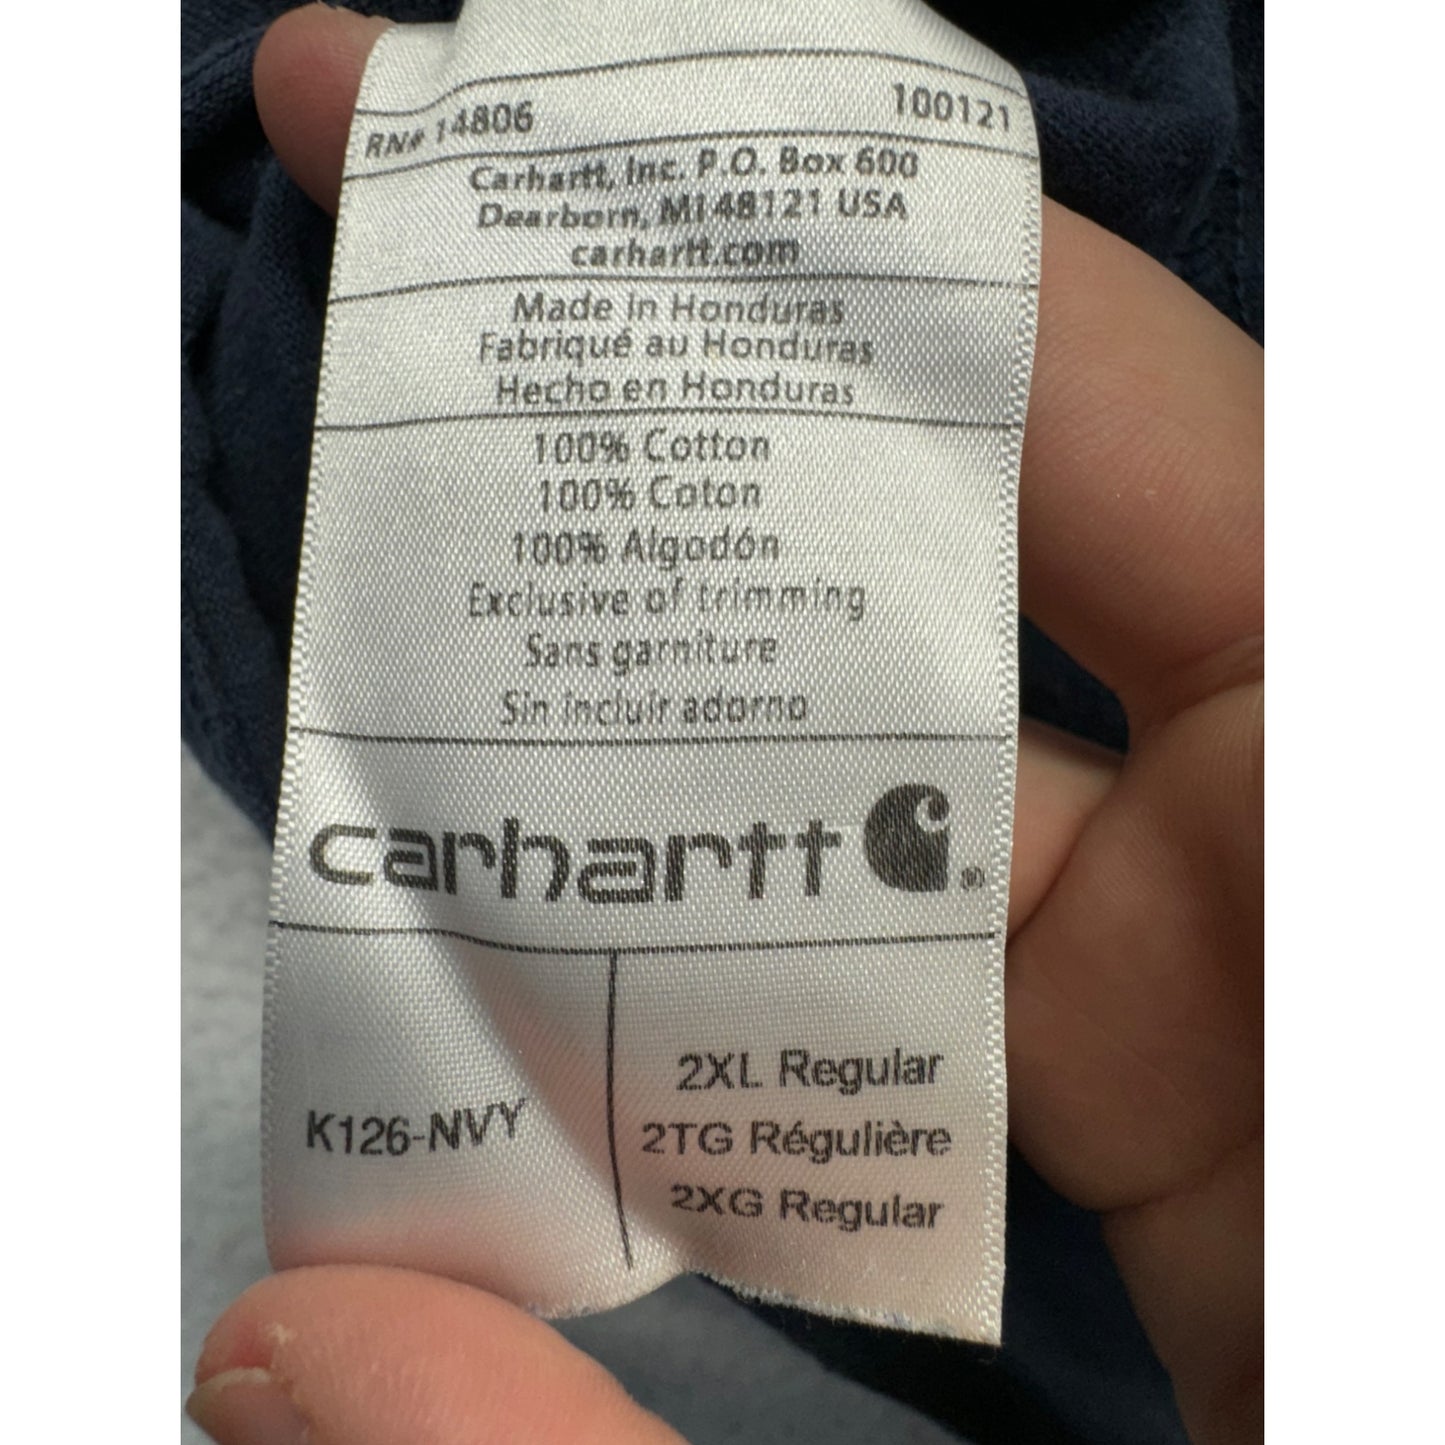 RN# 14806 100121
Carhartt, Inc. P.O. Box 600
Dearborn, MI 48121 USA
carhartt.com
Made in Honduras
Fabriqué au Honduras
Hecho en Honduras
100% Cotton
100% Coton
100% Algodón
Exclusive of trimming
Sans garniture
Sin incluir adorno
carhartt ®
K126-NVY
2XL Regular
2TG Régulière
2XG Regular